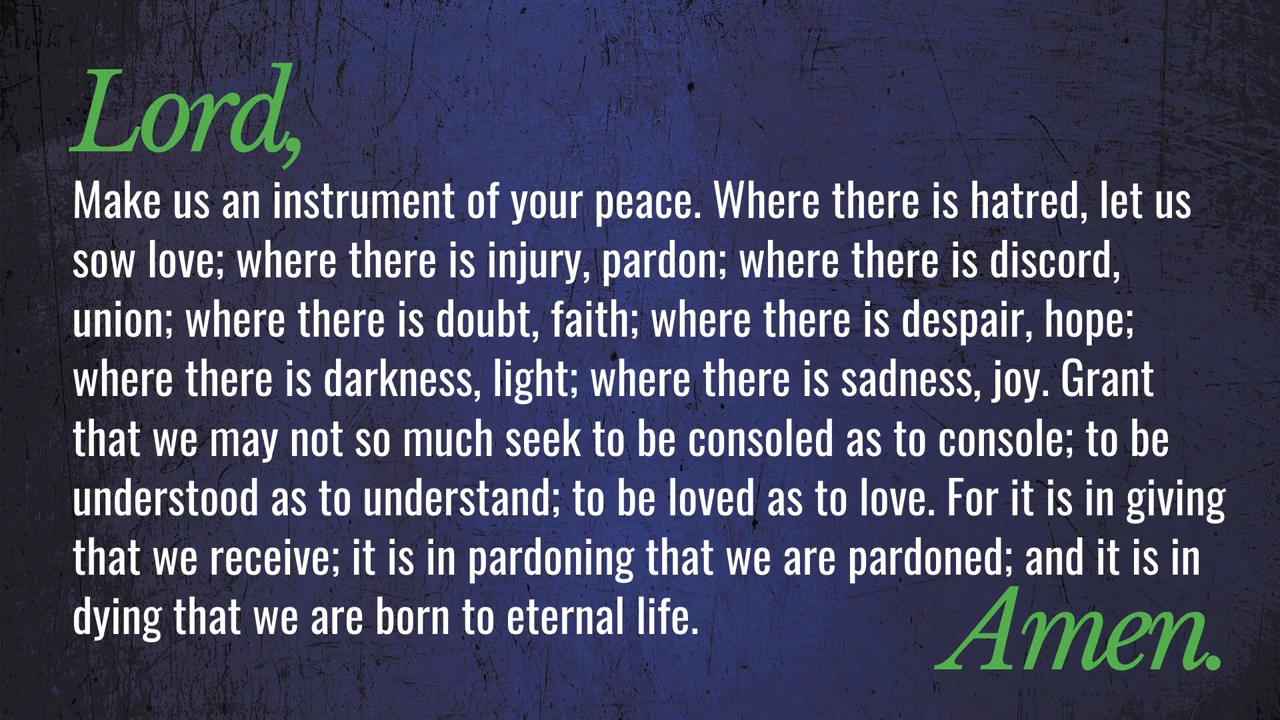 Lord,
Make us an instrument of your peace. Where there is hatred, let us
sow love; where there is injury, pardon; where there is discord,
union; where there is doubt, faith; where there is despair, hope;
where there is darkness, light; where there is sadness, joy. Grant
that we may not so much seek to be consoled as to console; to be
understood as to understand; to be loved as to love. For it is in giving
that we receive; it is in pardoning that we are pardoned; and it is in
dying that we are born to eternal life.
Amen.